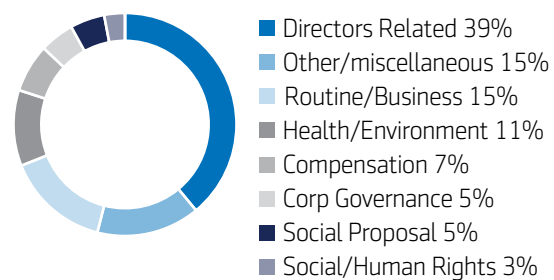 Directors Related 39%
Other/miscellaneous 15%
Routine/Business 15%
Health/Environment 11%
Compensation 7%
Corp Governance 5%
Social Proposal 5%
Social/Human Rights 3%